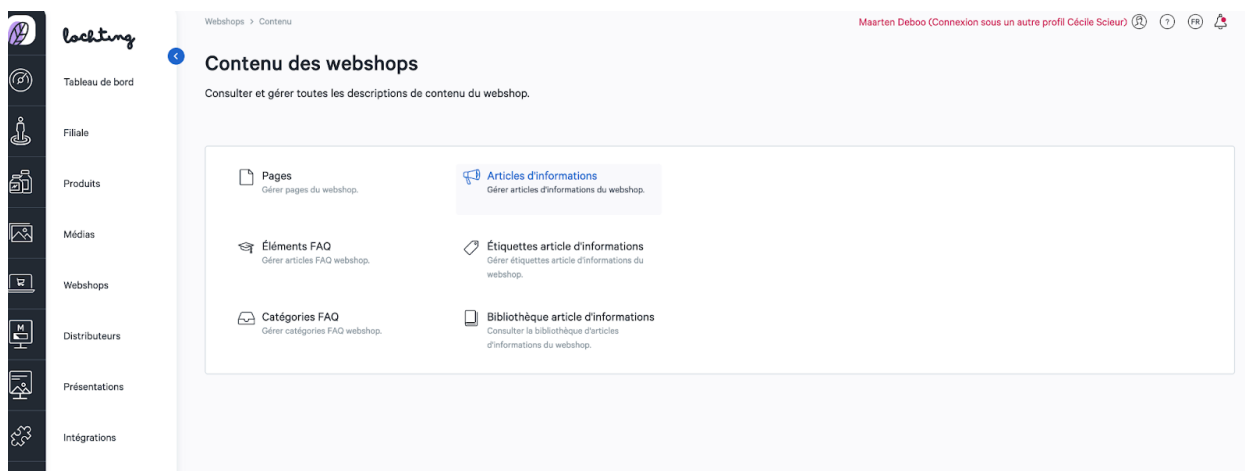 Webshops > Contenu
Maarten Deboo (Connexion sous un autre profil Cécile Scieur)
?
FR
lochting
Contenu des webshops
Tableau de bord
Consulter et gérer toutes les descriptions de contenu du webshop.
Filiale
Produits
Médias
Webshops
M
Distributeurs
Présentations
Intégrations
Pages
Gérer pages du webshop.
Articles d'informations
Gérer articles d'informations du webshop.
Éléments FAQ
Gérer articles FAQ webshop.
Étiquettes article d'informations
Gérer étiquettes article d'informations du
webshop.
Catégories FAQ
Gérer catégories FAQ webshop.
Bibliothèque article d'informations
Consulter la bibliothèque d'articles
d'informations du webshop.